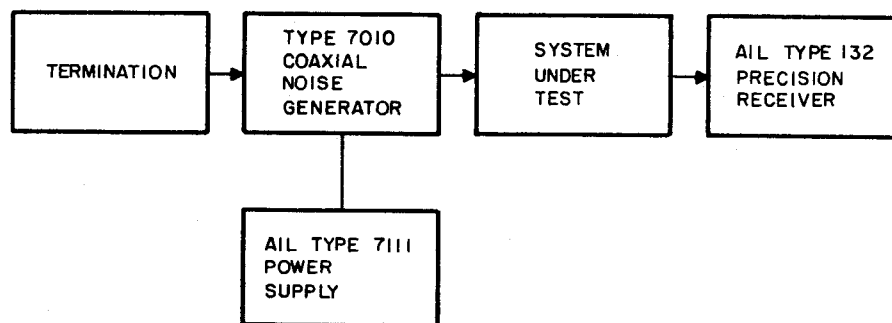 TERMINATION
TYPE 7010
COAXIAL
NOISE
GENERATOR
SYSTEM
UNDER
TEST
AIL TYPE 132
PRECISION
RECEIVER
AIL TYPE 7111
POWER
SUPPLY